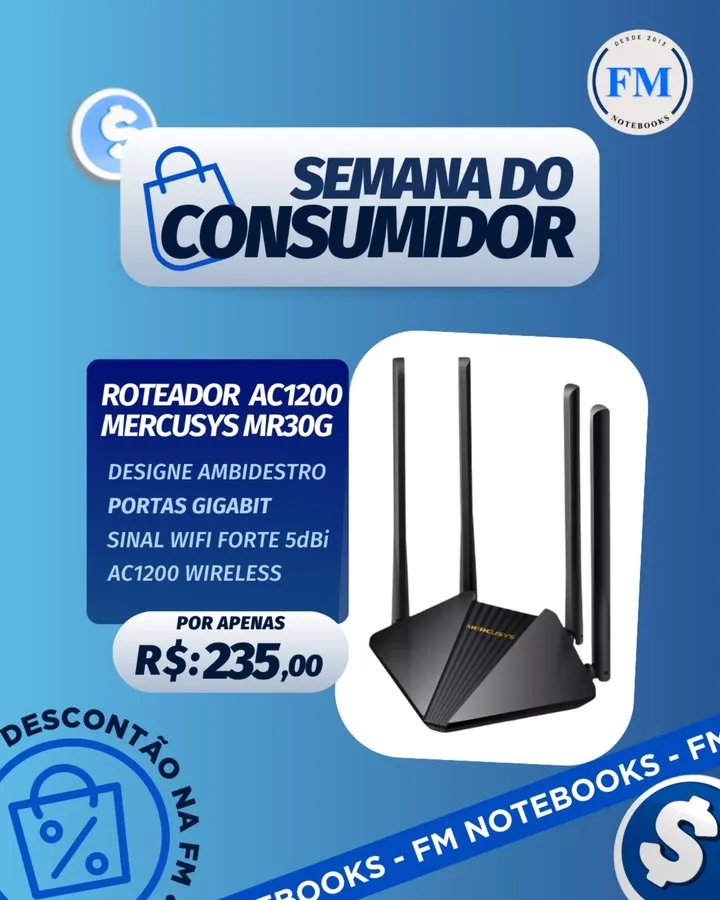 DESDE 2013
FM
NOTEBOOKS
SEMANA DO
CONSUMIDOR
ROTEADOR AC1200
MERCUSYS MR30G
DESIGNE AMBIDESTRO
PORTAS GIGABIT
SINAL WIFI FORTE 5dBi
AC1200 WIRELESS
MERCUSYS
POR APENAS
R$:235,00
DESCONTÃO NA FM
TEBOOKS - FM NOTEBOOKS - FM